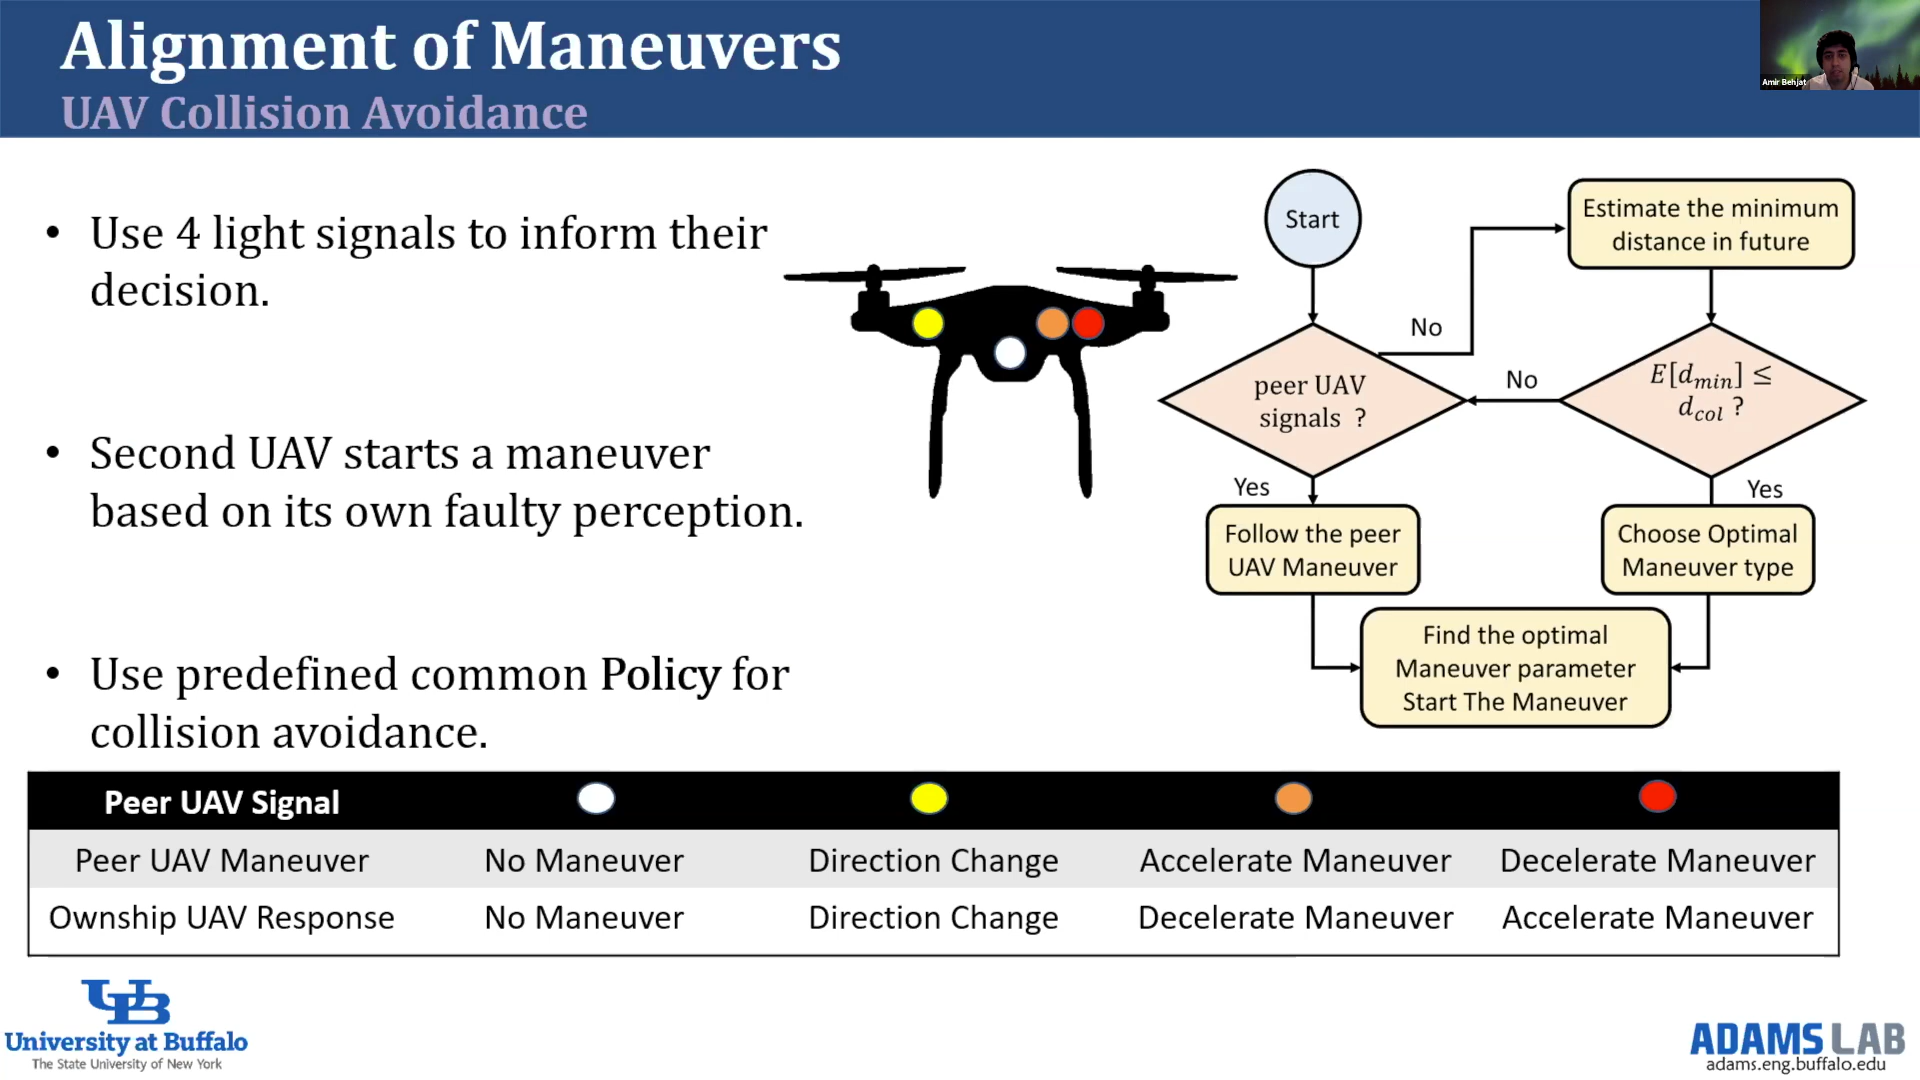 Alignment of Maneuvers
UAV Collision Avoidance
Amir Behjat
• Use 4 light signals to inform their
decision.
• Second UAV starts a maneuver
based on its own faulty perception.
• Use predefined common Policy for
collision avoidance.
Start
Estimate the minimum
distance in future
No
peer UAV
signals ?
No
E[d_min] ≤
d_col ?
Yes
Yes
Follow the peer
UAV Maneuver
Choose Optimal
Maneuver type
Find the optimal
Maneuver parameter
Start The Maneuver
Peer UAV Signal
Peer UAV Maneuver No Maneuver Direction Change Accelerate Maneuver Decelerate Maneuver
Ownship UAV Response No Maneuver Direction Change Decelerate Maneuver Accelerate Maneuver
UB
University at Buffalo
The State University of New York
ADAMS LAB
adams.eng.buffalo.edu